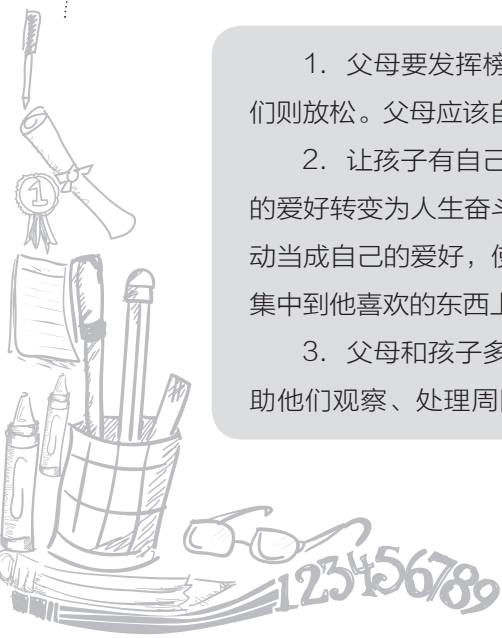 1. 父母要发挥榜
们则放松。父母应该自
2. 让孩子有自己
的爱好转变为人生奋斗
动当成自己的爱好，使
集中到他喜欢的东西上
3. 父母和孩子多
助他们观察、处理周围
1
123456789